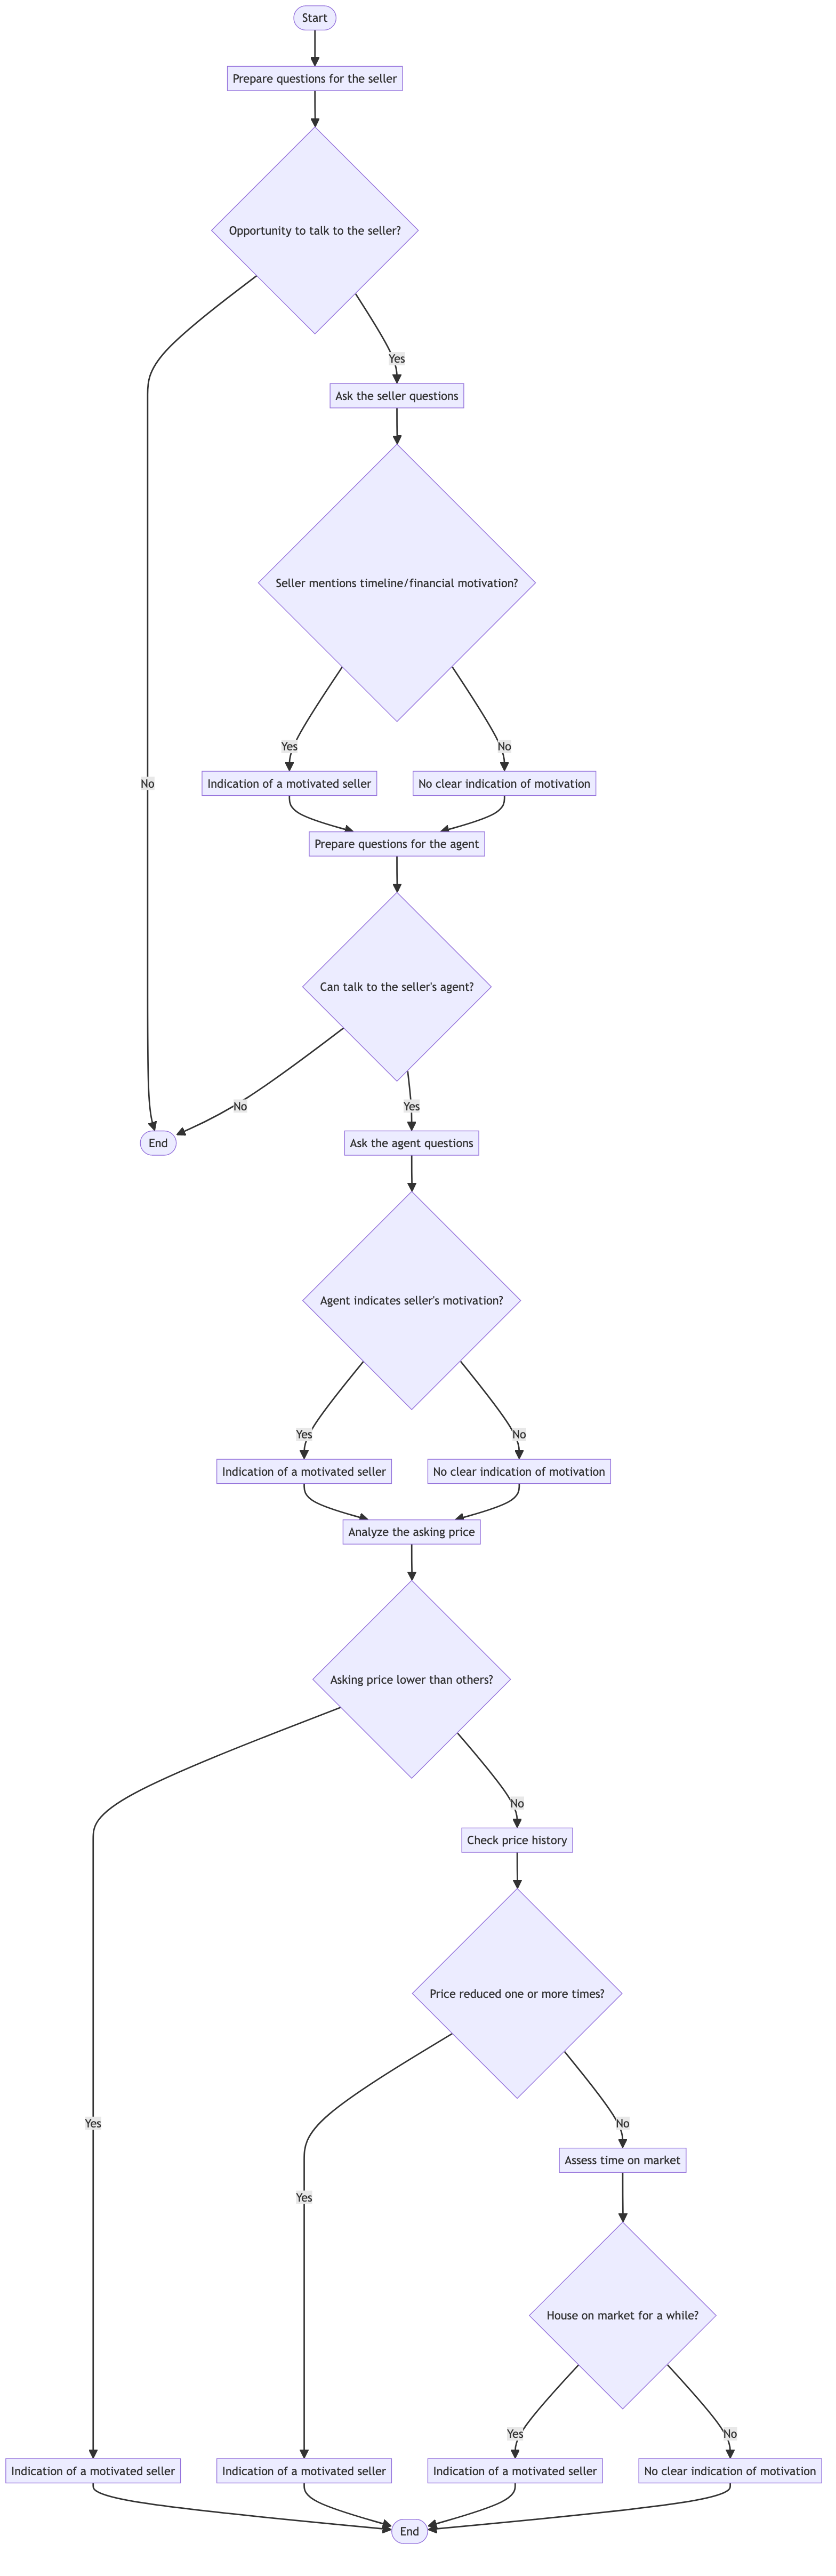 Start
Prepare questions for the seller
Opportunity to talk to the seller?
Yes
Ask the seller questions
Seller mentions timeline/financial motivation?
Yes
No
No
Indication of a motivated seller
No clear indication of motivation
Prepare questions for the agent
Can talk to the seller's agent?
No
Yes
End
Ask the agent questions
Agent indicates seller's motivation?
Yes
No
Indication of a motivated seller
No clear indication of motivation
Analyze the asking price
Asking price lower than others?
No
Check price history
Price reduced one or more times?
Yes
No
Assess time on market
Yes
House on market for a while?
Yes
No
Indication of a motivated seller
Indication of a motivated seller
Indication of a motivated seller
No clear indication of motivation
End